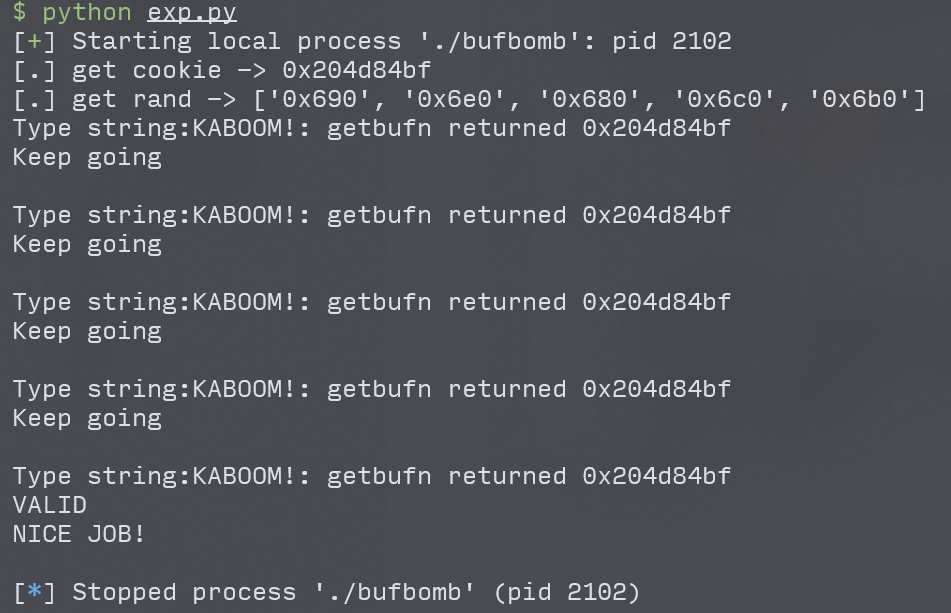 $ python exp.py
[+] Starting local process './bufbomb': pid 2102
[.] get cookie —> 0x204d84bf
[.] get rand —> ['0x690', '0x6e0', '0x680', '0x6c0', '0x6b0']
Type string:KABOOM!: getbufn returned 0x204d84bf
Keep going
Type string:KABOOM!: getbufn returned 0x204d84bf
Keep going
Type string:KABOOM!: getbufn returned 0x204d84bf
Keep going
Type string:KABOOM!: getbufn returned 0x204d84bf
Keep going
Type string:KABOOM!: getbufn returned 0x204d84bf
VALID
NICE JOB!
[*] Stopped process './bufbomb' (pid 2102)